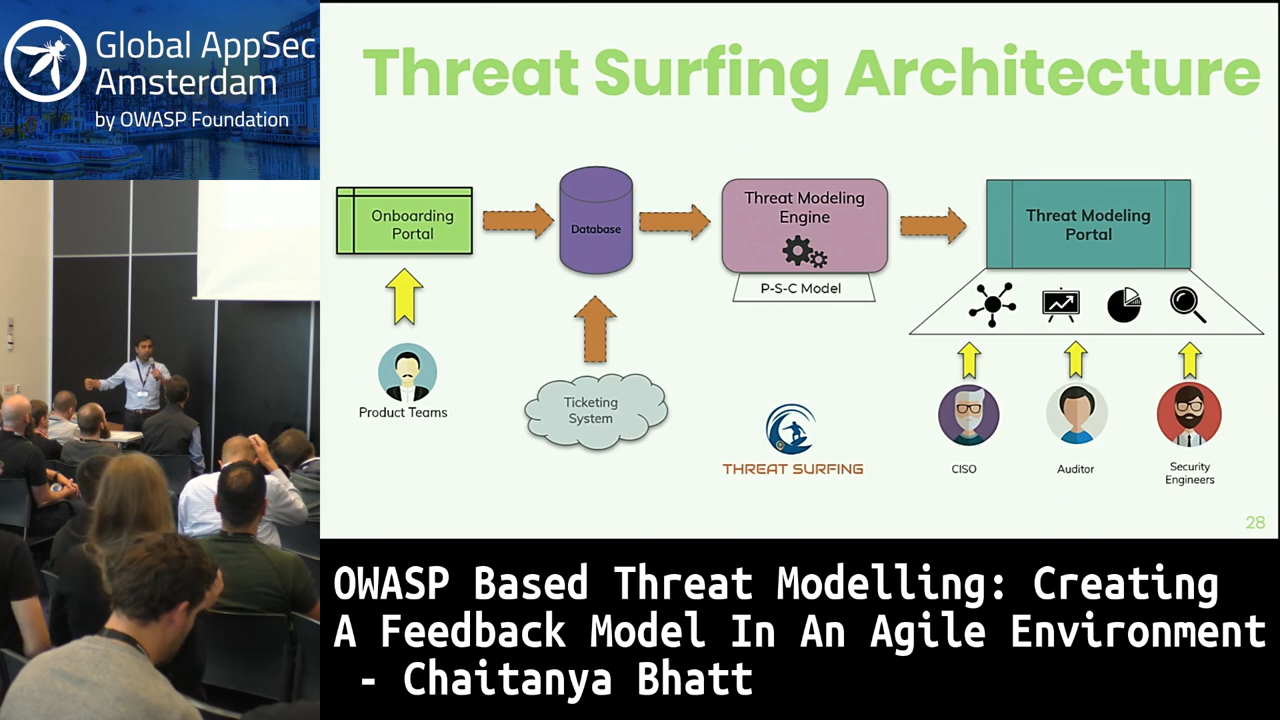 Global AppSec
Amsterdam
by OWASP Foundation
Threat Surfing Architecture
Onboarding
Portal
Database
Threat Modeling
Engine
P-S-C Model
Threat Modeling
Portal
Product Teams
Ticketing
System
THREAT SURFING
CISO
Auditor
Security
Engineers
28
OWASP Based Threat Modelling: Creating
A Feedback Model In An Agile Environment
- Chaitanya Bhatt